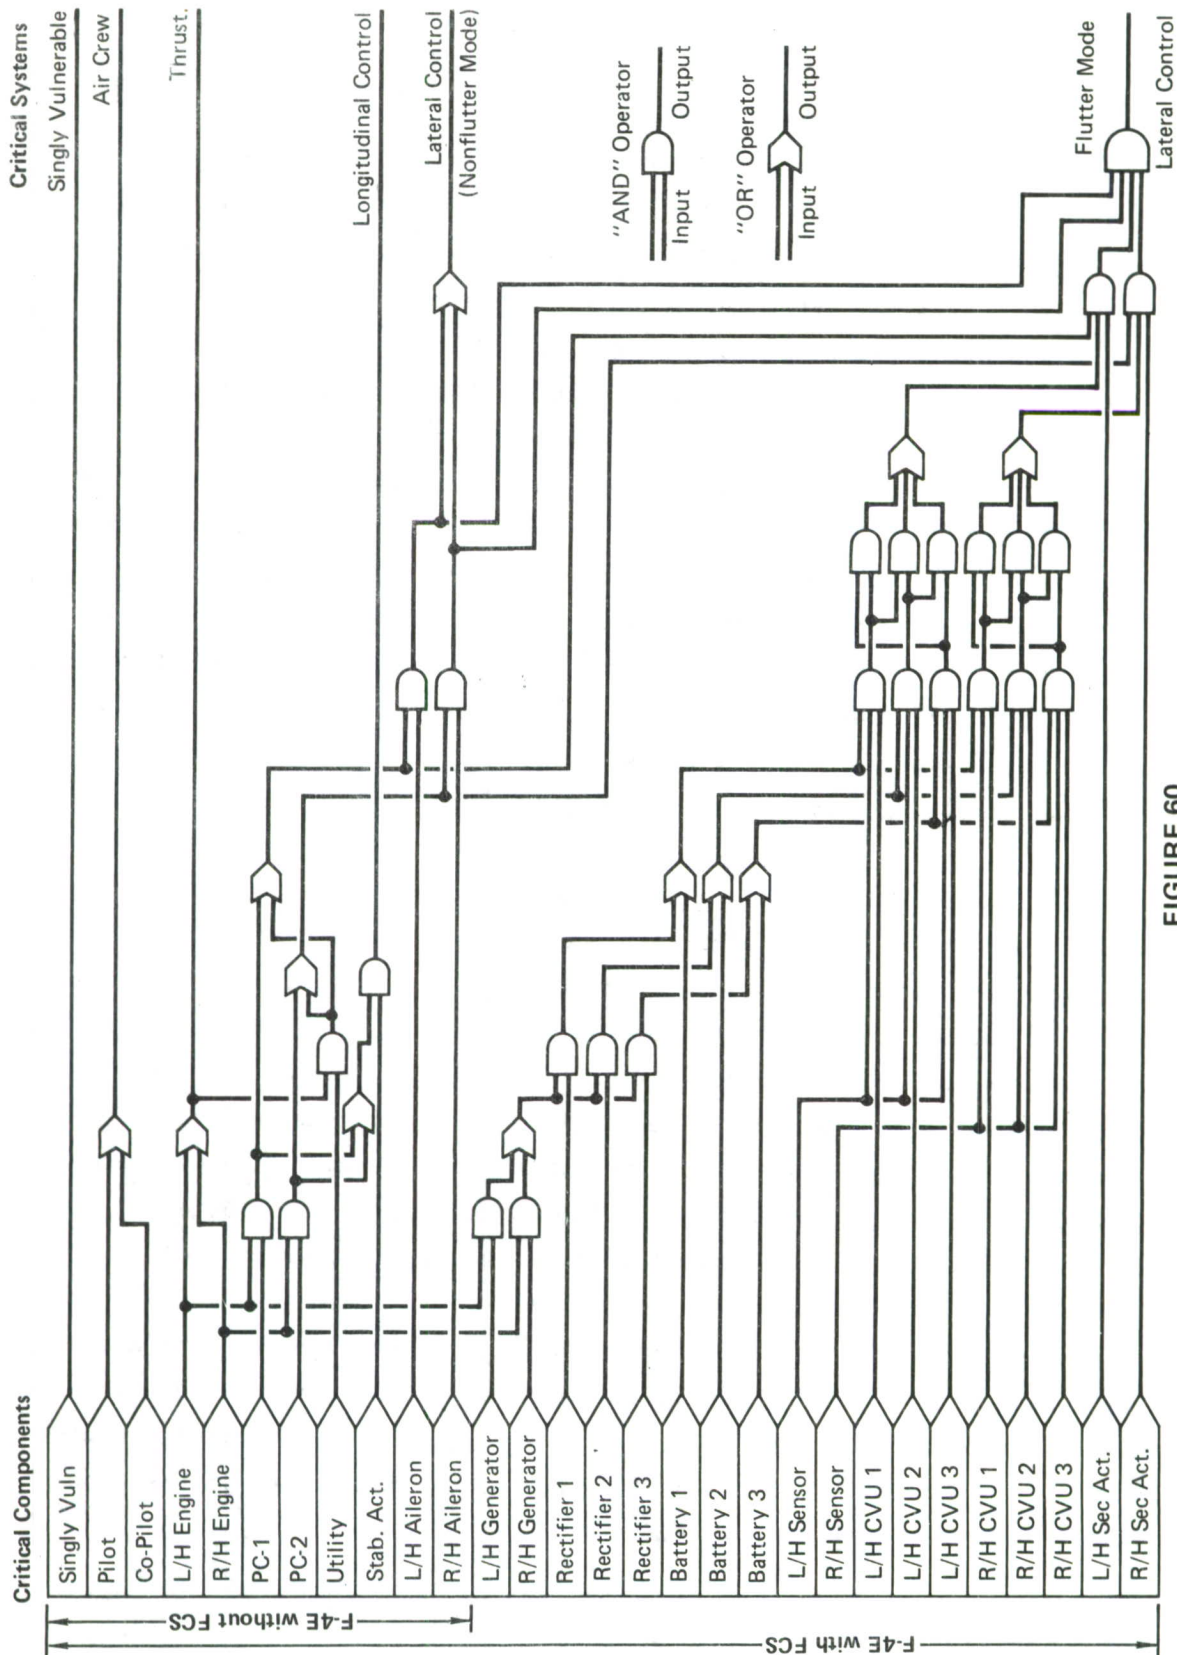 Critical Components
Critical Systems
Singly Vuln
Pilot
Co-Pilot
L/H Engine
R/H Engine
PC-1
PC-2
Utility
Stab. Act.
L/H Aileron
R/H Aileron
L/H Generator
R/H Generator
Rectifier 1
Rectifier 2
Rectifier 3
Battery 1
Battery 2
Battery 3
L/H Sensor
R/H Sensor
L/H CVU 1
L/H CVU 2
L/H CVU 3
R/H CVU 1
R/H CVU 2
R/H CVU 3
L/H Sec Act.
R/H Sec Act.
F-4E without FCS
F-4E with FCS
Singly Vulnerable
Air Crew
Thrust.
Longitudinal Control
Lateral Control
(Nonflutter Mode)
"AND" Operator
Input
Output
"OR" Operator
Input
Output
Flutter Mode
Lateral Control
FIGURE 60